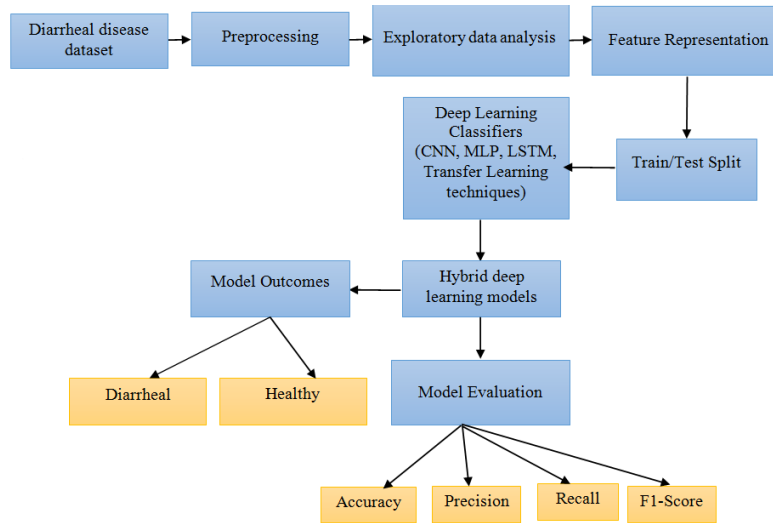 Diarrheal disease
dataset
Preprocessing
Exploratory data analysis
Feature Representation
Deep Learning
Classifiers
(CNN, MLP, LSTM,
Transfer Learning
techniques)
Train/Test Split
Model Outcomes
Hybrid deep
learning models
Diarrheal
Healthy
Model Evaluation
Accuracy
Precision
Recall
F1-Score